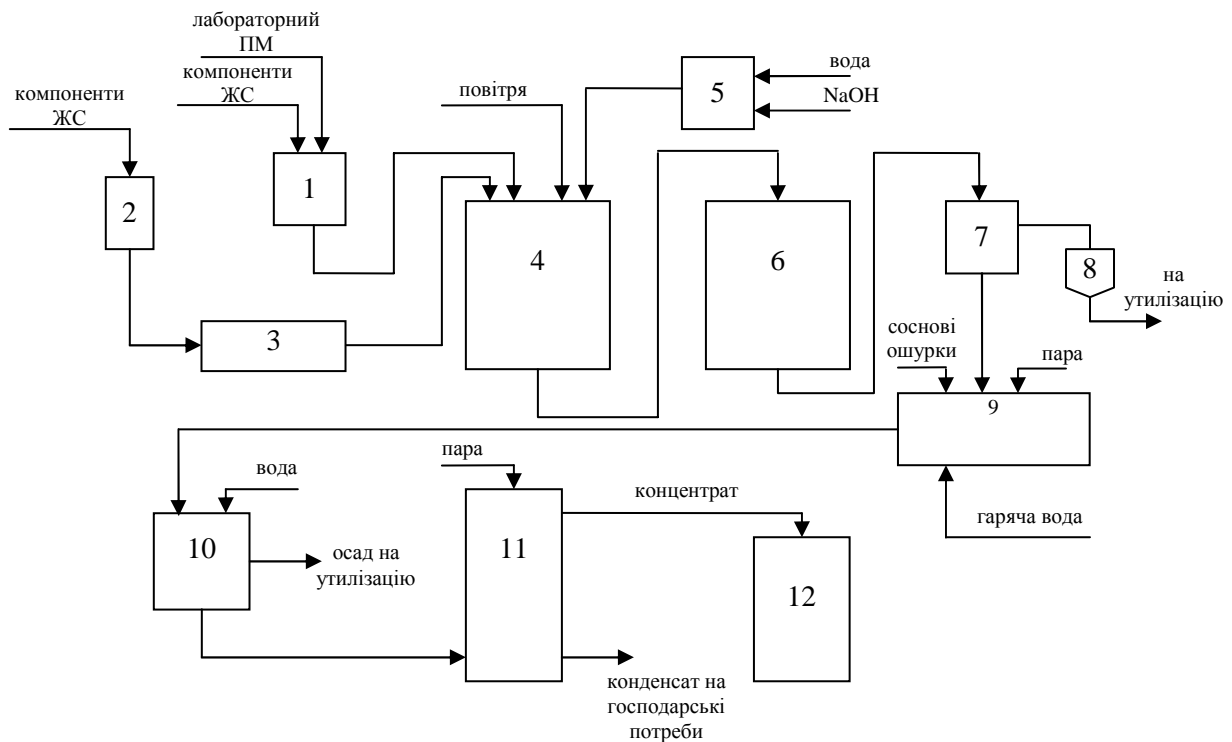 лабораторний
ПМ
компоненти
ЖС
компоненти
ЖС
повітря
5
вода
NaOH
1
2
3
4
6
7
8
на
утилізацію
соснові
ошурки
пара
9
гаряча вода
вода
10
осад на
утилізацію
пара
11
концентрат
12
конденсат на
господарські
потреби